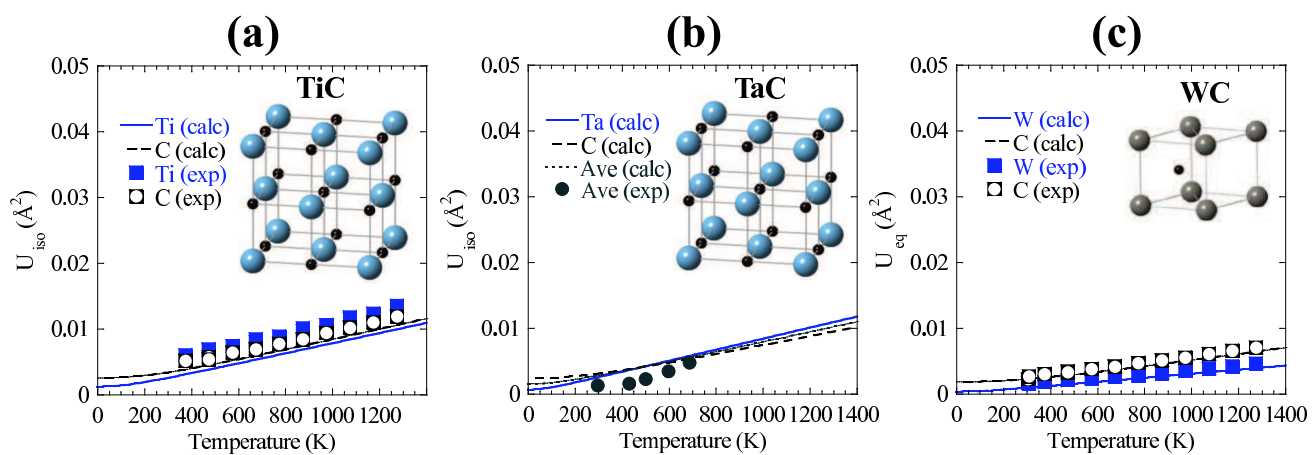 (a)
TiC
Ti (calc)
C (calc)
Ti (exp)
C (exp)
U iso (Å²)
0.05
0.04
0.03
0.02
0.01
0
0 200 400 600 800 1000 1200
Temperature (K)
(b)
TaC
Ta (calc)
C (calc)
Ave (calc)
Ave (exp)
U iso (Å²)
0.05
0.04
0.03
0.02
0.01
0
0 200 400 600 800 1000 1200 1400
Temperature (K)
(c)
WC
W (calc)
C (calc)
W (exp)
C (exp)
U eq (Å²)
0.05
0.04
0.03
0.02
0.01
0
0 200 400 600 800 1000 1200 1400
Temperature (K)